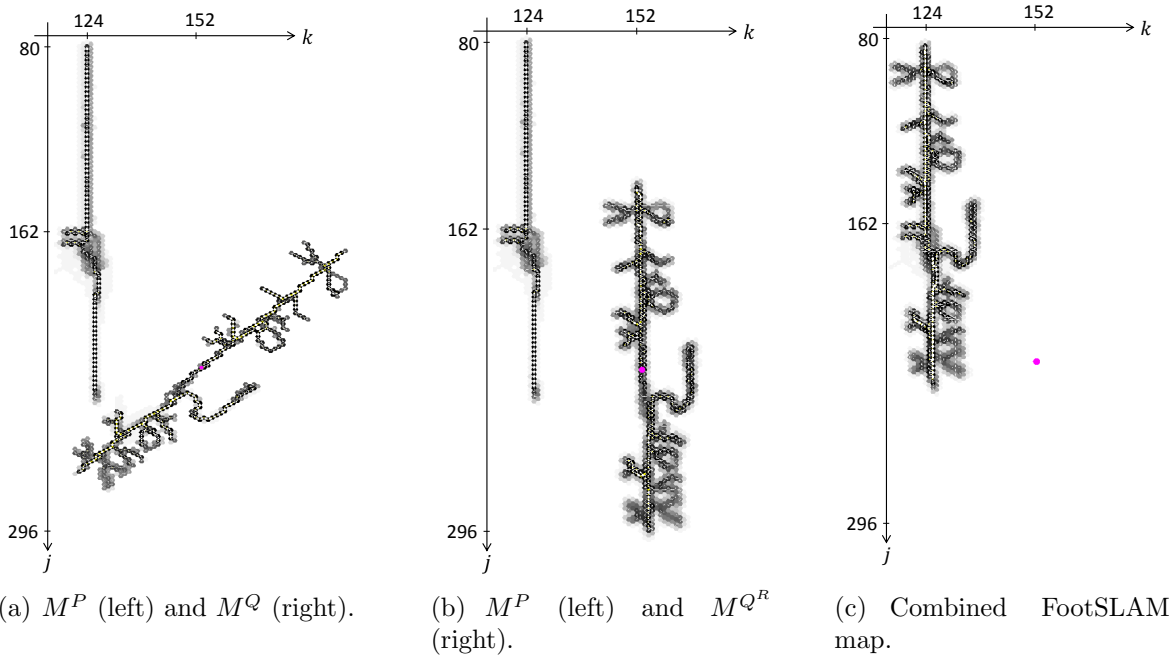 124 152
k
80
162
296
j
124 152
k
80
162
296
j
124 152
k
80
162
296
j
(a) M^P (left) and M^Q (right).
(b) M^P (left) and M^{Q^R}
(right).
(c) Combined FootSLAM
map.